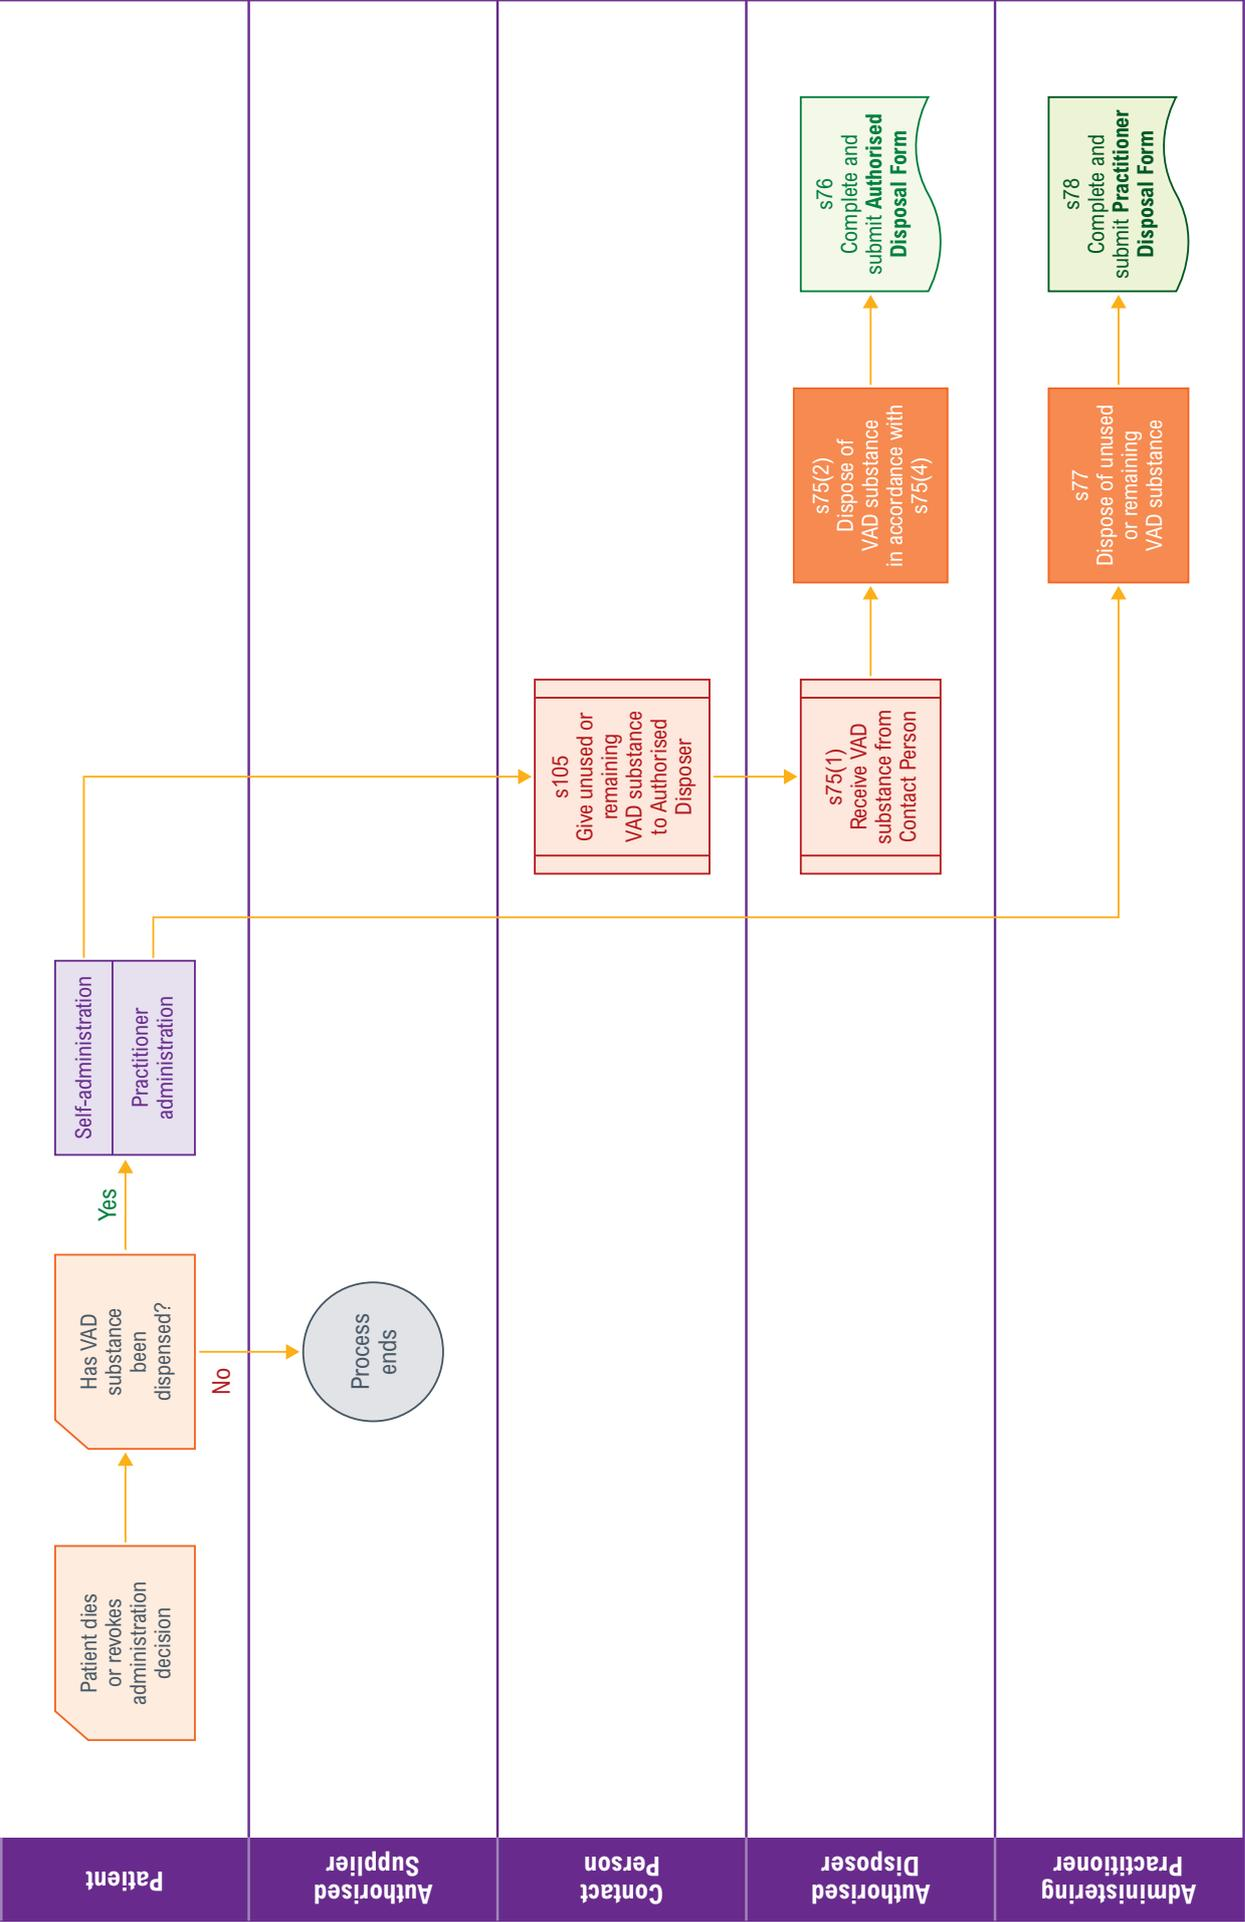 Patient
Patient dies
or revokes
administration
decision
Has VAD
substance
been
dispensed?
Yes
No
Self-administration
Practitioner
administration
Authorised
Supplier
Process
ends
Contact
Person
s105
Give unused or
remaining
VAD substance
to Authorised
Disposer
Authorised
Disposer
s75(1)
Receive VAD
substance from
Contact Person
s75(2)
Dispose of
VAD substance
in accordance with
s75(4)
s76
Complete and
submit Authorised
Disposal Form
Administering
Practitioner
s77
Dispose of unused
or remaining
VAD substance
s78
Complete and
submit Practitioner
Disposal Form